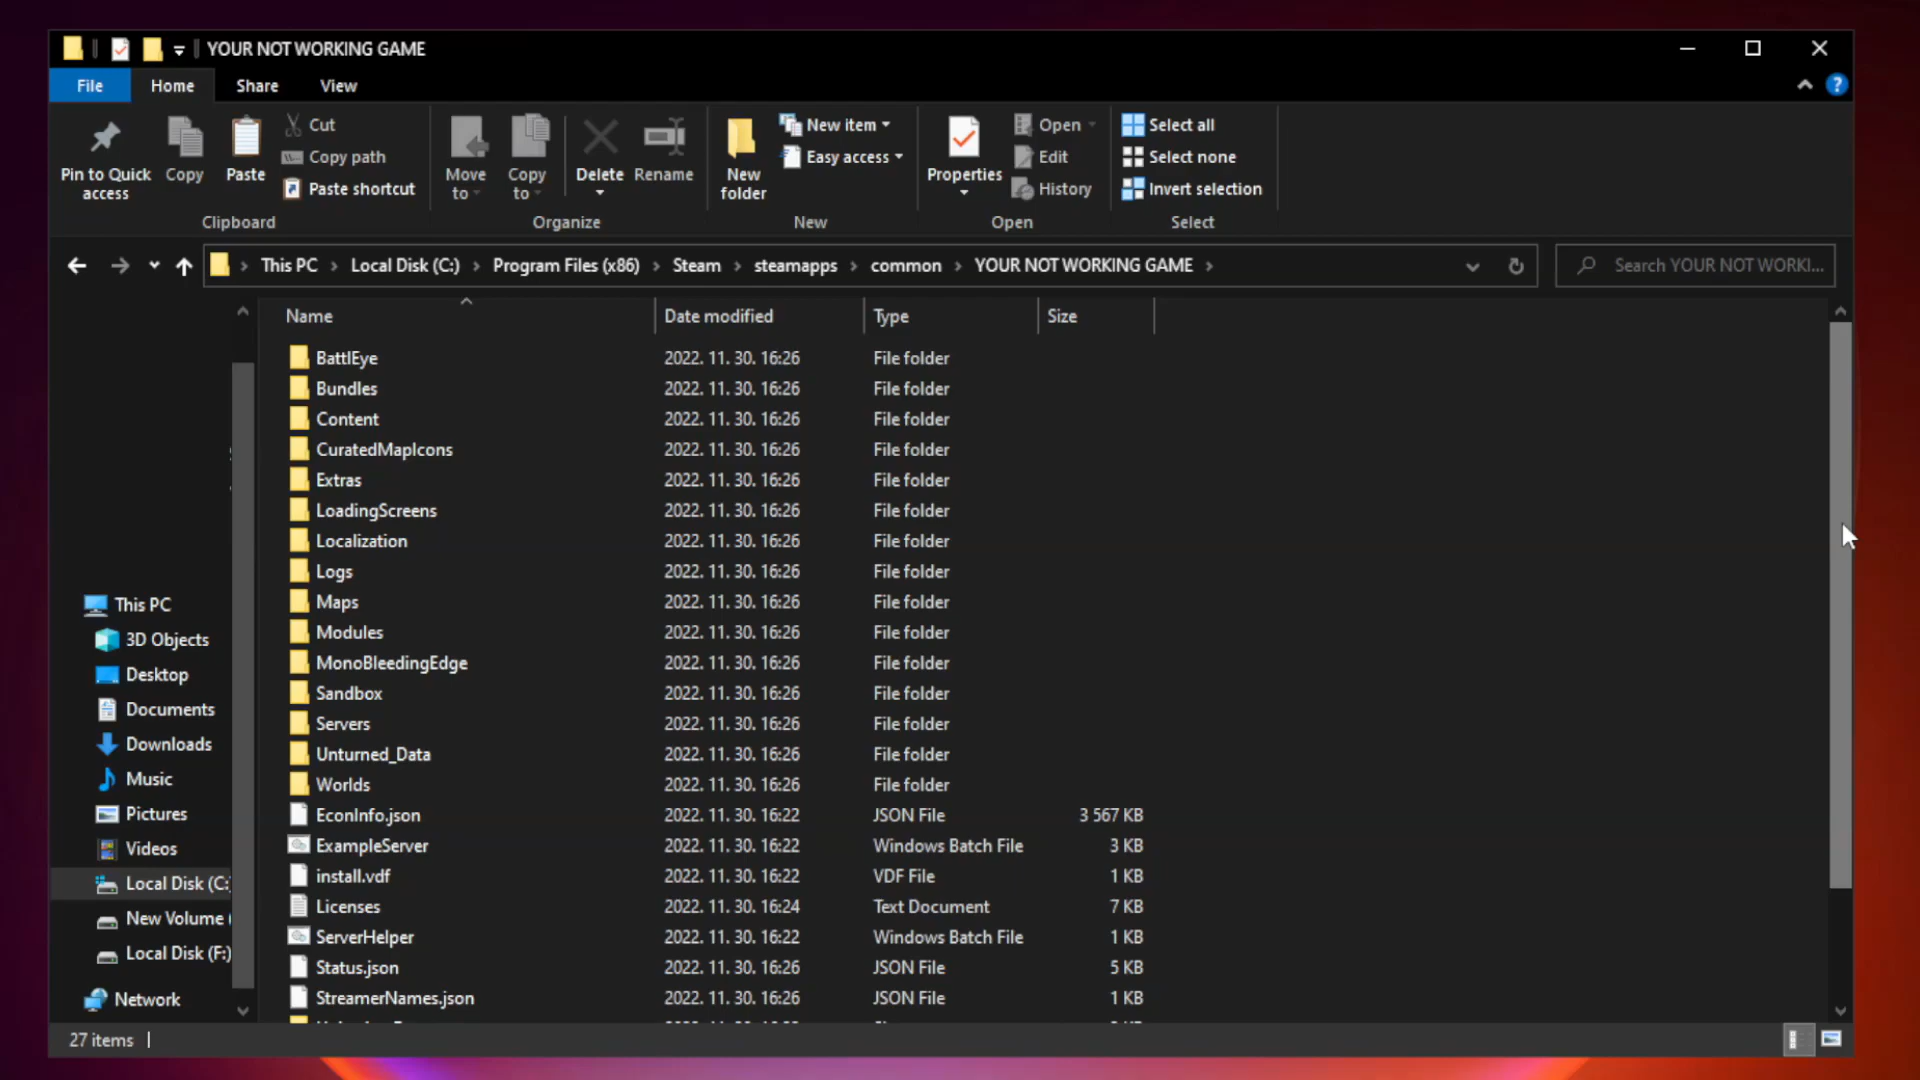 YOUR NOT WORKING GAME
File Home Share View
Pin to Quick access
Copy
Paste
Cut
Copy path
Paste shortcut
Clipboard
Move to
Copy to
Delete
Rename
Organize
New folder
New item
Easy access
New
Properties
Open
Edit
History
Open
Select all
Select none
Invert selection
Select
This PC > Local Disk (C:) > Program Files (x86) > Steam > steamapps > common > YOUR NOT WORKING GAME >
Search YOUR NOT WORKI...
Name Date modified Type Size
BattlEye 2022. 11. 30. 16:26 File folder
Bundles 2022. 11. 30. 16:26 File folder
Content 2022. 11. 30. 16:26 File folder
CuratedMapIcons 2022. 11. 30. 16:26 File folder
Extras 2022. 11. 30. 16:26 File folder
LoadingScreens 2022. 11. 30. 16:26 File folder
Localization 2022. 11. 30. 16:26 File folder
Logs 2022. 11. 30. 16:26 File folder
Maps 2022. 11. 30. 16:26 File folder
Modules 2022. 11. 30. 16:26 File folder
MonoBleedingEdge 2022. 11. 30. 16:26 File folder
Sandbox 2022. 11. 30. 16:26 File folder
Servers 2022. 11. 30. 16:26 File folder
Unturned_Data 2022. 11. 30. 16:26 File folder
Worlds 2022. 11. 30. 16:26 File folder
EconInfo.json 2022. 11. 30. 16:22 JSON File 3 567 KB
ExampleServer 2022. 11. 30. 16:22 Windows Batch File 3 KB
install.vdf 2022. 11. 30. 16:22 VDF File 1 KB
Licenses 2022. 11. 30. 16:24 Text Document 7 KB
ServerHelper 2022. 11. 30. 16:22 Windows Batch File 1 KB
Status.json 2022. 11. 30. 16:26 JSON File 5 KB
StreamerNames.json 2022. 11. 30. 16:26 JSON File 1 KB
This PC
3D Objects
Desktop
Documents
Downloads
Music
Pictures
Videos
Local Disk (C:)
New Volume (
Local Disk (F:)
Network
27 items